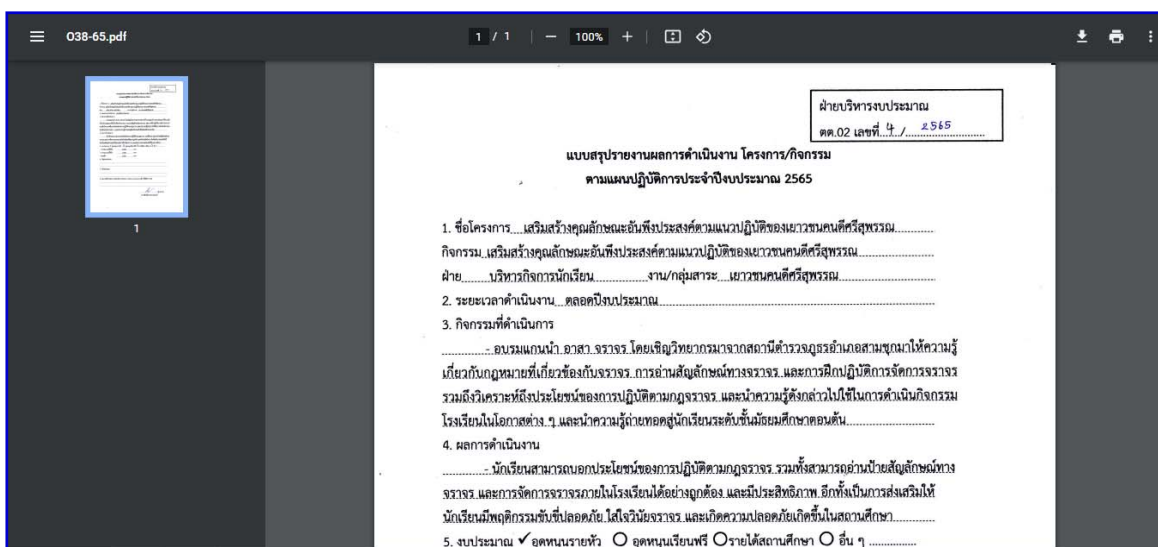 O38-65.pdf
1 / 1
100%
1
ฝ่ายบริหารงบประมาณ
ตต.02 เลขที่ 4 / 2565
แบบสรุปรายงานผลการดำเนินงาน โครงการ/กิจกรรม
ตามแผนปฏิบัติการประจำปีงบประมาณ 2565
1. ชื่อโครงการ เสริมสร้างคุณลักษณะอันพึงประสงค์ตามแนวปฏิบัติของเยาวชนคนดีศรีสุพรรณ
กิจกรรม เสริมสร้างคุณลักษณะอันพึงประสงค์ตามแนวปฏิบัติของเยาวชนคนดีศรีสุพรรณ
ฝ่าย บริหารกิจการนักเรียน งาน/กลุ่มสาระ เยาวชนคนดีศรีสุพรรณ
2. ระยะเวลาดำเนินงาน ตลอดปีงบประมาณ
3. กิจกรรมที่ดำเนินการ
- อบรมแกนนำ อาสา จราจร โดยเชิญวิทยากรมาจากสถานีตำรวจภูธรอำเภอสามชุกมาให้ความรู้
เกี่ยวกับกฎหมายที่เกี่ยวข้องกับจราจร การอ่านสัญลักษณ์ทางจราจร และการฝึกปฏิบัติการจัดการจราจร
รวมถึงวิเคราะห์ถึงประโยชน์ของการปฏิบัติตามกฎจราจร และนำความรู้ดังกล่าวไปใช้ในการดำเนินกิจกรรม
โรงเรียนในโอกาสต่าง ๆ และนำความรู้ถ่ายทอดสู่นักเรียนระดับชั้นมัธยมศึกษาตอนต้น
4. ผลการดำเนินงาน
- นักเรียนสามารถบอกประโยชน์ของการปฏิบัติตามกฎจราจร รวมทั้งสามารถอ่านป้ายสัญลักษณ์ทาง
จราจร และการจัดการจราจรภายในโรงเรียนได้อย่างถูกต้อง และมีประสิทธิภาพ อีกทั้งเป็นการส่งเสริมให้
นักเรียนมีพฤติกรรมขับขี่ปลอดภัย ใส่ใจวินัยจราจร และเกิดความปลอดภัยเกิดขึ้นในสถานศึกษา
5. งบประมาณ ✓ อุดหนุนรายหัว O อุดหนุนเรียนฟรี O รายได้สถานศึกษา O อื่น ๆ ................